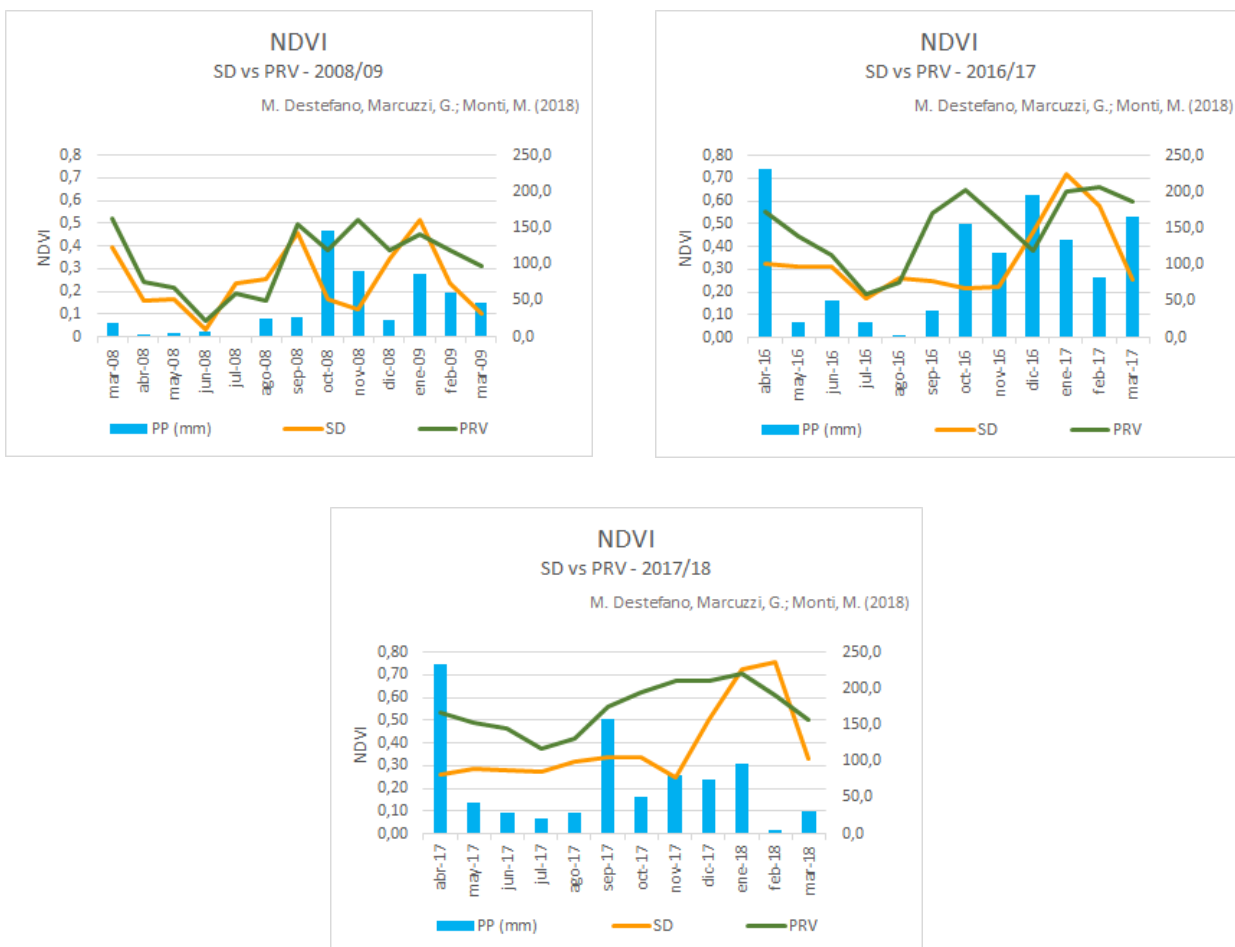 NDVI
SD vs PRV - 2008/09
M. Destefano, Marcuzzi, G.; Monti, M. (2018)
NDVI
0,8
0,7
0,6
0,5
0,4
0,3
0,2
0,1
0
250,0
200,0
150,0
100,0
50,0
0,0
mar-08
abr-08
may-08
jun-08
jul-08
ago-08
sep-08
oct-08
nov-08
dic-08
ene-09
feb-09
mar-09
PP (mm) SD PRV
NDVI
SD vs PRV - 2016/17
M. Destefano, Marcuzzi, G.; Monti, M. (2018)
NDVI
0,80
0,70
0,60
0,50
0,40
0,30
0,20
0,10
0,00
250,0
200,0
150,0
100,0
50,0
0,0
abr-16
may-16
jun-16
jul-16
ago-16
sep-16
oct-16
nov-16
dic-16
ene-17
feb-17
mar-17
PP (mm) SD PRV
NDVI
SD vs PRV - 2017/18
M. Destefano, Marcuzzi, G.; Monti, M. (2018)
NDVI
0,80
0,70
0,60
0,50
0,40
0,30
0,20
0,10
0,00
250,0
200,0
150,0
100,0
50,0
0,0
abr-17
may-17
jun-17
jul-17
ago-17
sep-17
oct-17
nov-17
dic-17
ene-18
feb-18
mar-18
PP (mm) SD PRV